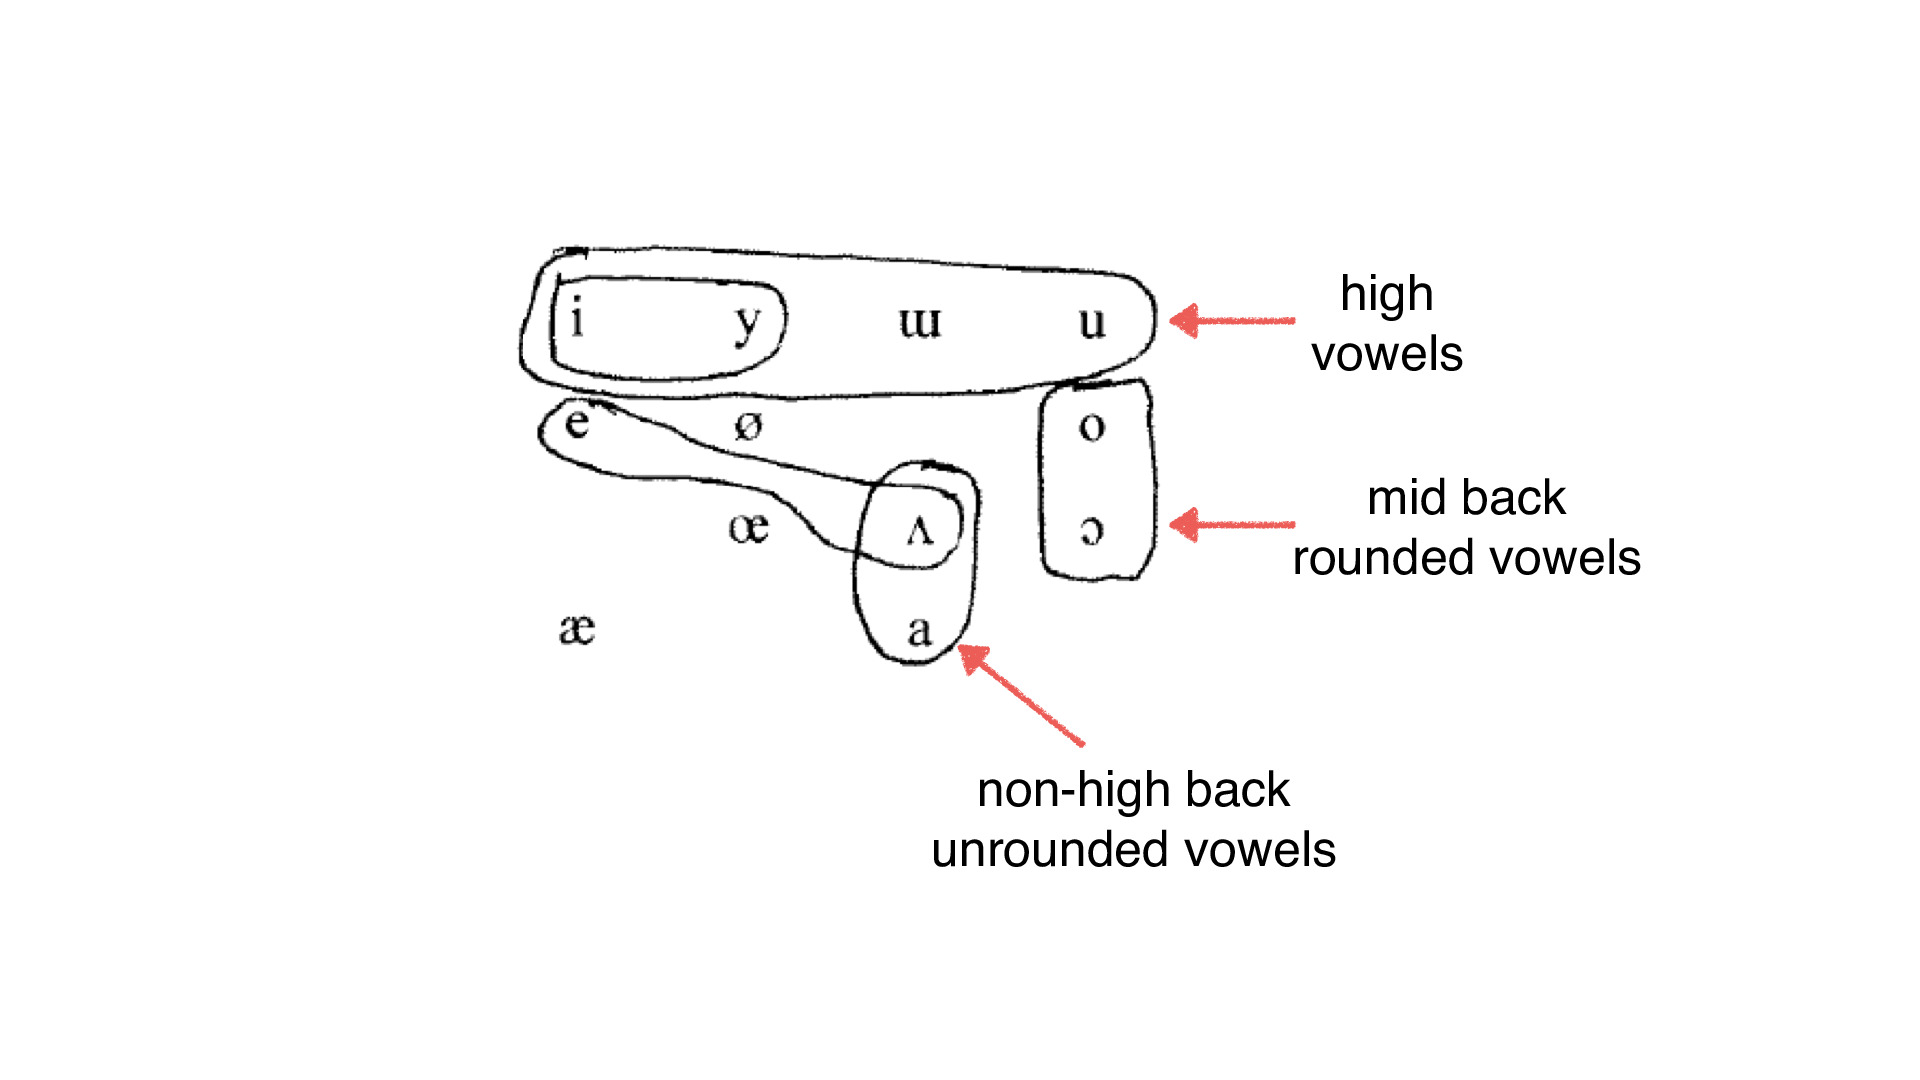 i y ɯ u
high
vowels
e ø o
mid back
rounded vowels
œ ʌ ɔ
æ a
non-high back
unrounded vowels